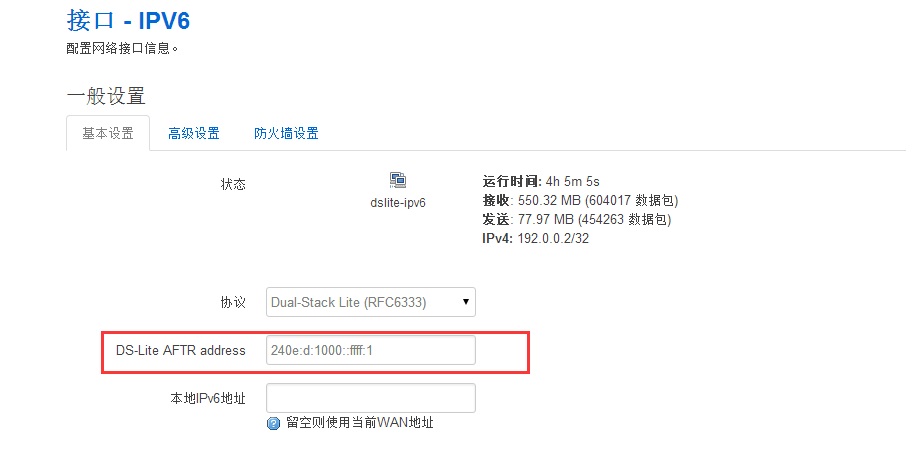 接口 - IPV6
配置网络接口信息。
一般设置
基本设置 高级设置 防火墙设置
状态
dslite-ipv6
运行时间: 4h 5m 5s
接收: 550.32 MB (604017 数据包)
发送: 77.97 MB (454263 数据包)
IPv4: 192.0.0.2/32
协议 Dual-Stack Lite (RFC6333)
DS-Lite AFTR address 240e:d:1000::ffff:1
本地IPv6地址
留空则使用当前WAN地址